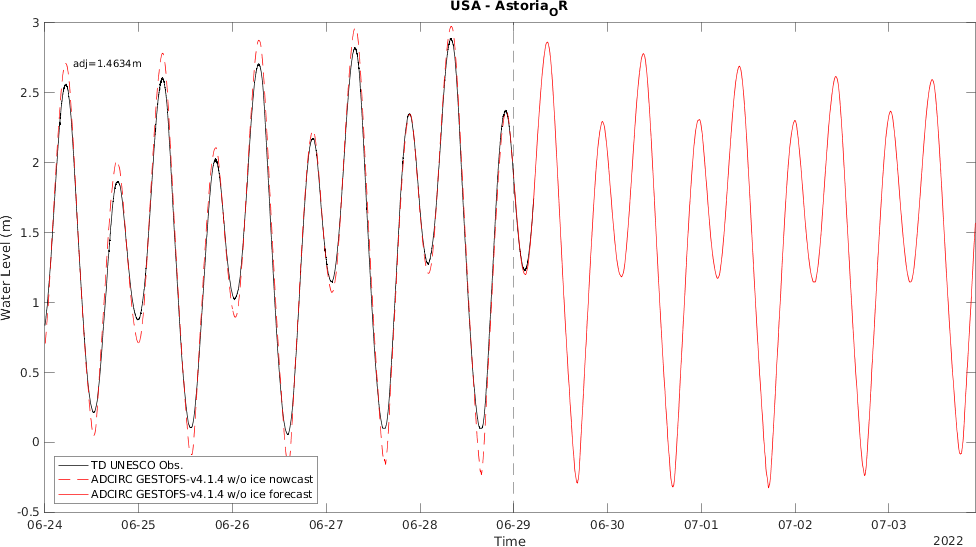 USA - Astoria_OR
3
adj=1.4634m
2.5
2
1.5
1
0.5
0
-0.5
Water Level (m)
TD UNESCO Obs.
ADCIRC GESTOFS-v4.1.4 w/o ice nowcast
ADCIRC GESTOFS-v4.1.4 w/o ice forecast
06-24 06-25 06-26 06-27 06-28 06-29 06-30 07-01 07-02 07-03
Time
2022